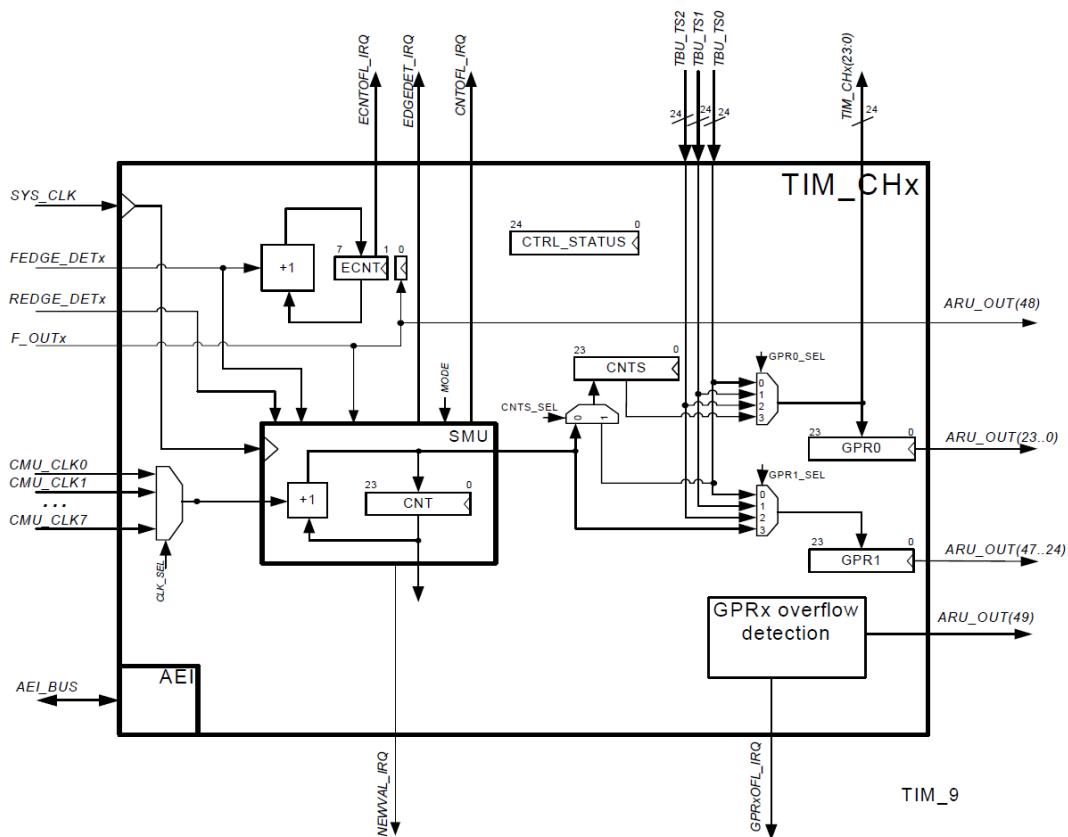 ECNTOFL_IRQ
EDGEDET_IRQ
CNTOFL_IRQ
TBU_TS2
TBU_TS1
TBU_TS0
TIM_CHx(23:0)
24
24
24
24
TIM_CHx
SYS_CLK
24
0
CTRL_STATUS
7
1
0
ECNT
+1
FEDGE_DETx
REDGE_DETx
F_OUTx
ARU_OUT(48)
MODE
23
0
CNTS
GPR0_SEL
0
1
2
3
CNTS_SEL
0
1
SMU
23
0
GPR0
ARU_OUT(23..0)
CMU_CLK0
CMU_CLK1
...
CMU_CLK7
CLK_SEL
+1
23
0
CNT
GPR1_SEL
0
1
2
3
23
0
GPR1
ARU_OUT(47..24)
GPRx overflow
detection
ARU_OUT(49)
AEI
AEI_BUS
NEWVAL_IRQ
GPRxOFL_IRQ
TIM_9